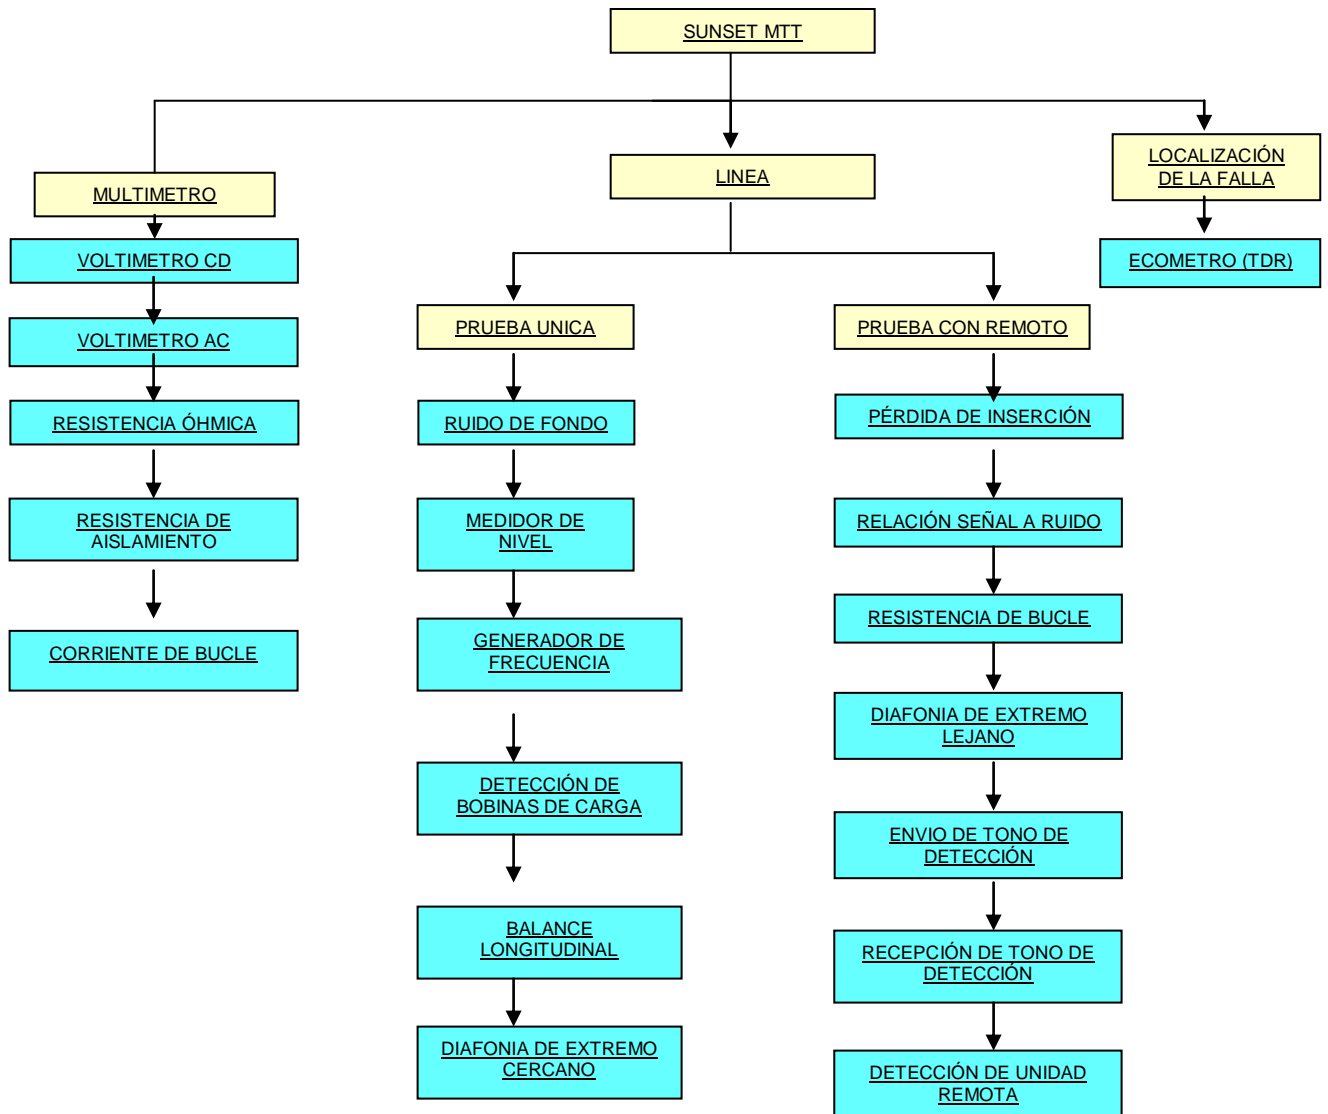 SUNSET MTT
MULTIMETRO
VOLTIMETRO CD
VOLTIMETRO AC
RESISTENCIA ÓHMICA
RESISTENCIA DE
AISLAMIENTO
CORRIENTE DE BUCLE
LINEA
PRUEBA UNICA
RUIDO DE FONDO
MEDIDOR DE
NIVEL
GENERADOR DE
FRECUENCIA
DETECCIÓN DE
BOBINAS DE CARGA
BALANCE
LONGITUDINAL
DIAFONIA DE EXTREMO
CERCANO
PRUEBA CON REMOTO
PÉRDIDA DE INSERCIÓN
RELACIÓN SEÑAL A RUIDO
RESISTENCIA DE BUCLE
DIAFONIA DE EXTREMO
LEJANO
ENVIO DE TONO DE
DETECCIÓN
RECEPCIÓN DE TONO DE
DETECCIÓN
DETECCIÓN DE UNIDAD
REMOTA
LOCALIZACIÓN
DE LA FALLA
ECOMETRO (TDR)